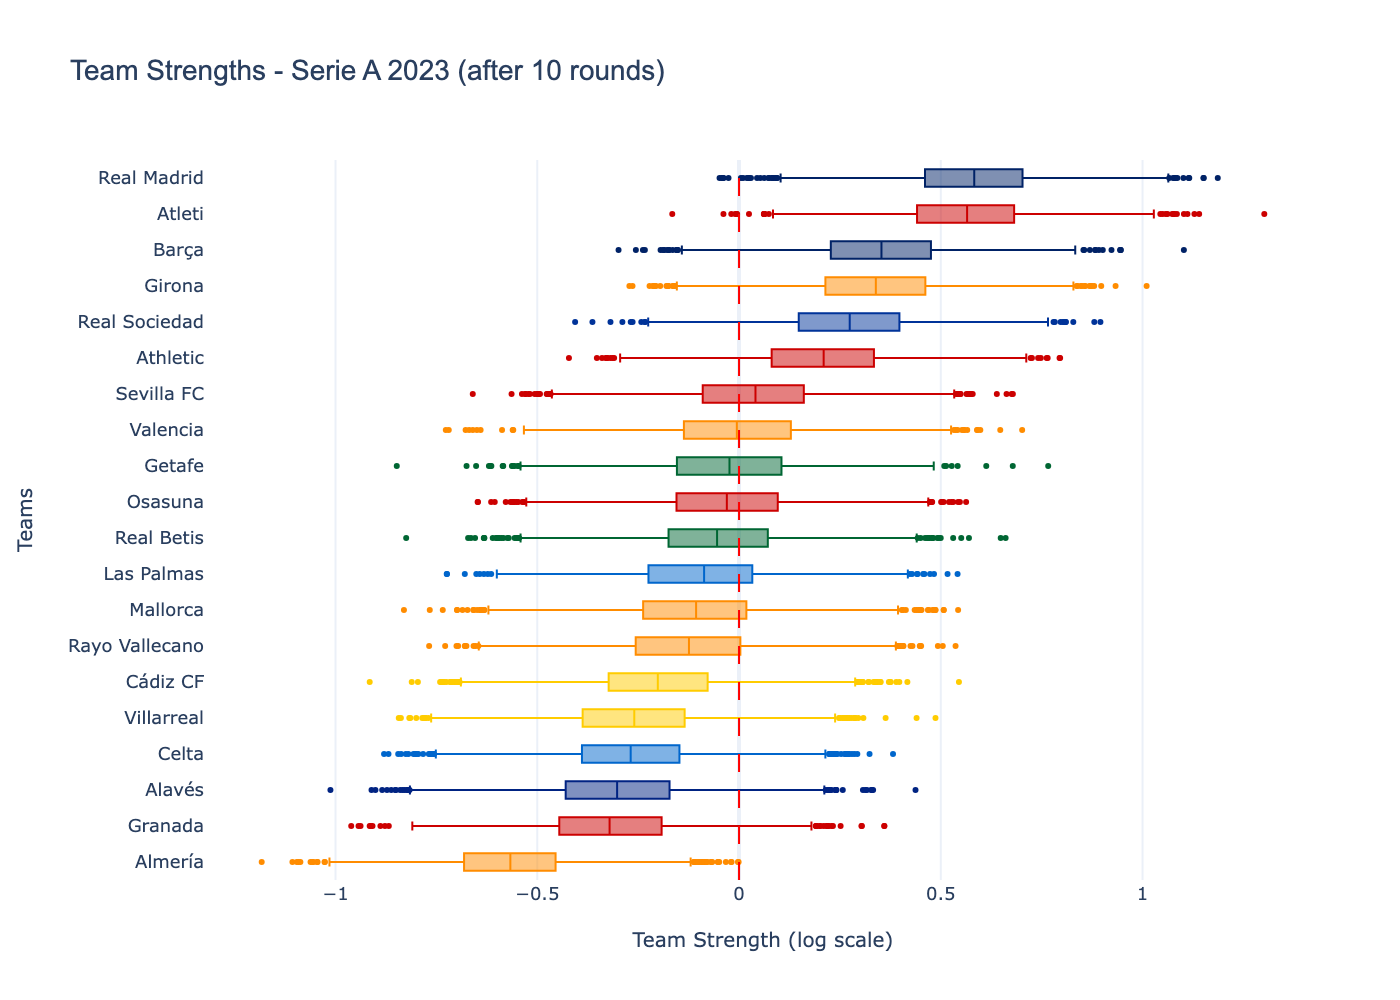 Team Strengths - Serie A 2023 (after 10 rounds)
Real Madrid
Atleti
Barça
Girona
Real Sociedad
Athletic
Sevilla FC
Valencia
Getafe
Osasuna
Real Betis
Las Palmas
Mallorca
Rayo Vallecano
Cádiz CF
Villarreal
Celta
Alavés
Granada
Almería
Teams
−1 −0.5 0 0.5 1
Team Strength (log scale)